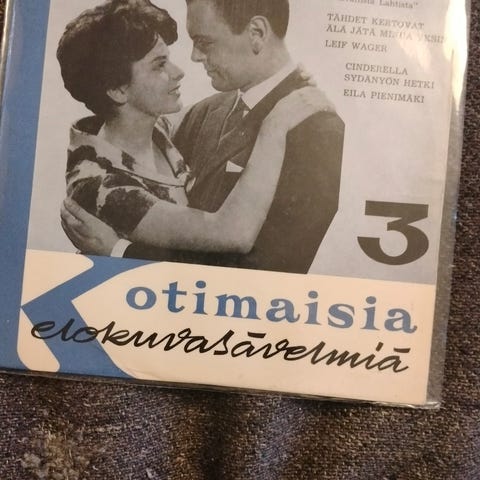 Lahtista"
TÄHDET KERTOVAT
ÄLÄ JÄTÄ MINUA YKSIN
LEIF WAGER
CINDERELLA
SYDÄNYÖN HETKI
EILA PIENIMÄKI
3
Kotimaisia
elokuvasävelmiä